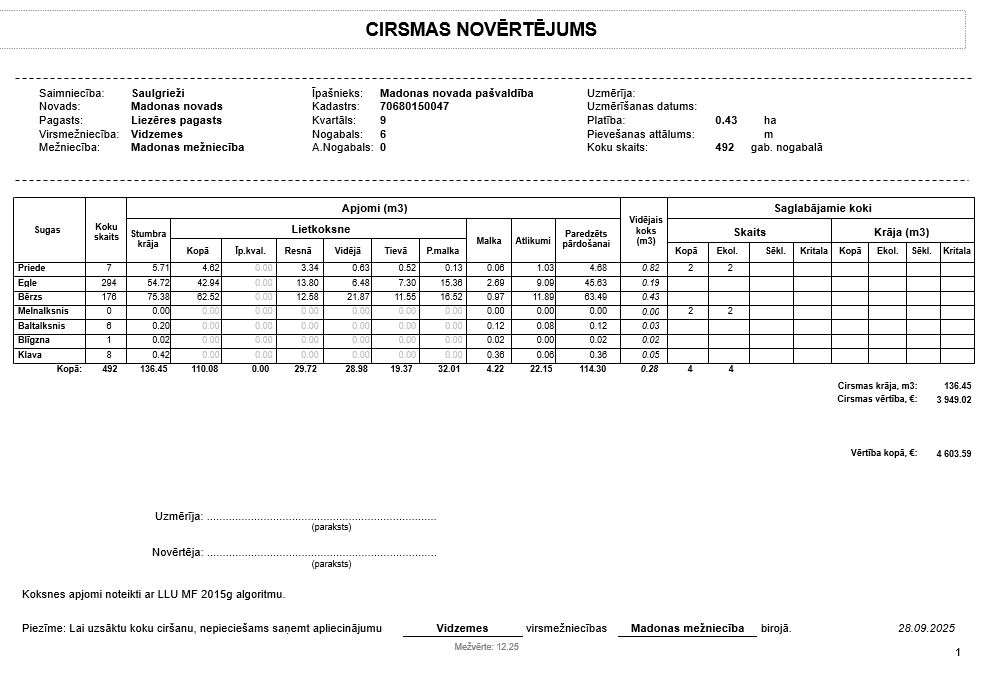 CIRSMAS NOVĒRTĒJUMS
Saimniecība: Saulgrieži Īpašnieks: Madonas novada pašvaldība Uzmērīja:
Novads: Madonas novads Kadastrs: 70680150047 Uzmērīšanas datums:
Pagasts: Liezēres pagasts Kvartāls: 9 Platība: 0.43 ha
Virsmežniecība: Vidzemes Nogabals: 6 Pievešanas attālums: m
Mežniecība: Madonas mežniecība A.Nogabals: 0 Koku skaits: 492 gab. nogabalā
Sugas Koku skaits Apjomi (m3) Vidējais koks (m3) Saglabājamie koki
Stumbra krāja Lietkoksne Malka Atlikumi Paredzēts pārdošanai Skaits Krāja (m3)
Kopā Īp.kval. Resnā Vidējā Tievā P.malka Kopā Ekol. Sēkl. Kritala Kopā Ekol. Sēkl. Kritala
Priede 7 5.71 4.62 0.00 3.34 0.63 0.52 0.13 0.06 1.03 4.68 0.82 2 2
Egle 294 54.72 42.94 0.00 13.80 6.48 7.30 15.36 2.69 9.09 45.63 0.19
Bērzs 176 75.38 62.52 0.00 12.58 21.87 11.55 16.52 0.97 11.89 63.49 0.43
Melnalksnis 0 0.00 0.00 0.00 0.00 0.00 0.00 0.00 0.00 0.00 0.00 0.00 2 2
Baltalksnis 6 0.20 0.00 0.00 0.00 0.00 0.00 0.00 0.12 0.08 0.12 0.03
Blīgzna 1 0.02 0.00 0.00 0.00 0.00 0.00 0.00 0.02 0.00 0.02 0.02
Klava 8 0.42 0.00 0.00 0.00 0.00 0.00 0.00 0.36 0.06 0.36 0.05
Kopā: 492 136.45 110.08 0.00 29.72 28.98 19.37 32.01 4.22 22.15 114.30 0.28 4 4
Cirsmas krāja, m3: 136.45
Cirsmas vērtība, €: 3 949.02
Vērtība kopā, €: 4 603.59
Uzmērīja: ..........................................................................
(paraksts)
Novērtēja: ..........................................................................
(paraksts)
Koksnes apjomi noteikti ar LLU MF 2015g algoritmu.
Piezīme: Lai uzsāktu koku ciršanu, nepieciešams saņemt apliecinājumu Vidzemes virsmežniecības Madonas mežniecība birojā. 28.09.2025
Mežvērte: 12.25
1